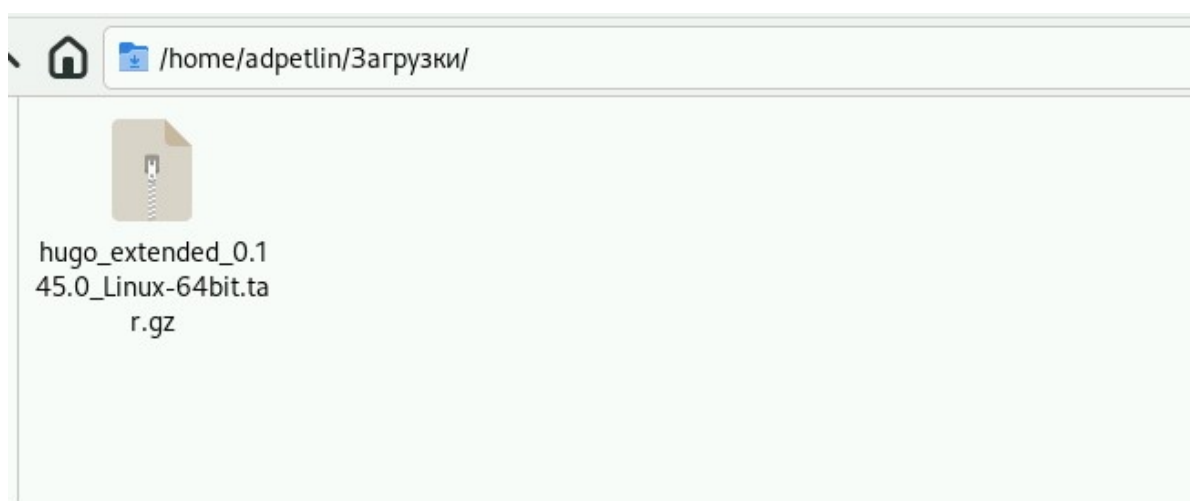 /home/adpetlin/Загрузки/
hugo_extended_0.1
45.0_Linux-64bit.ta
r.gz